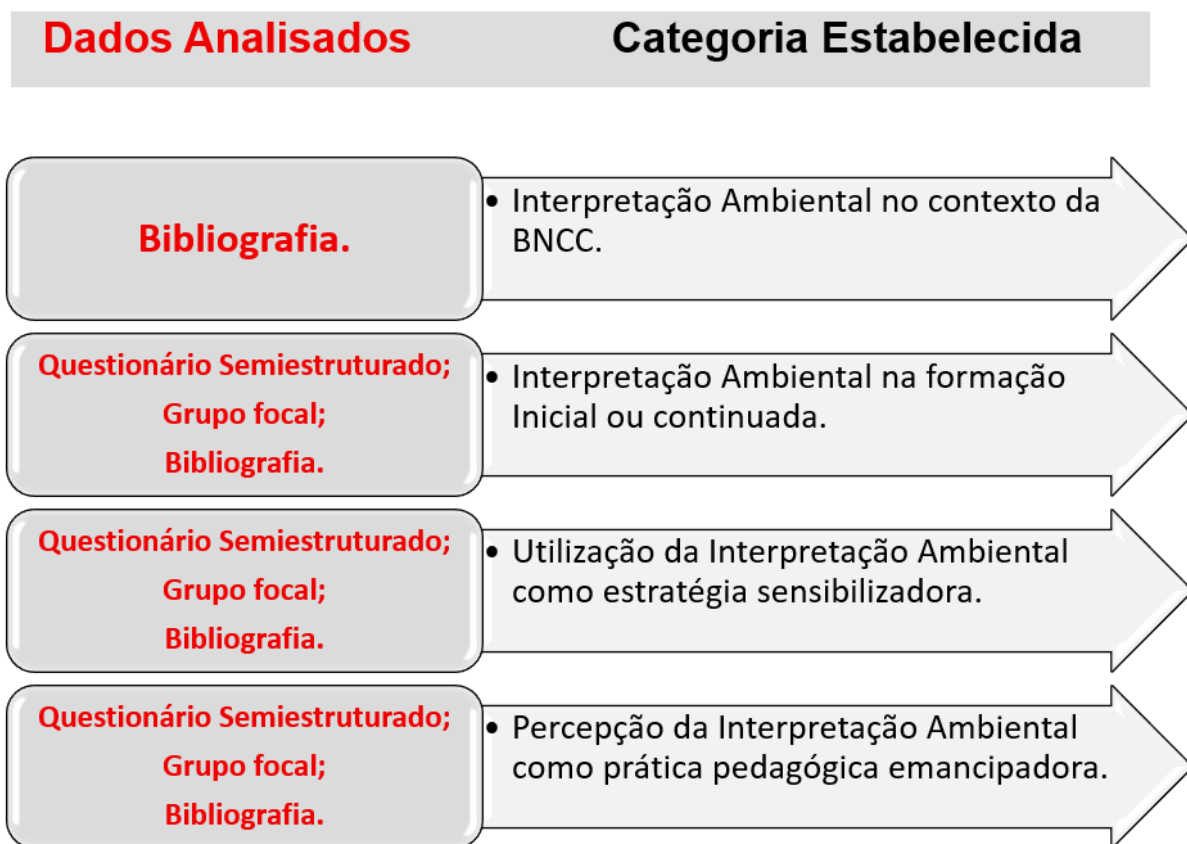 Dados Analisados
Categoria Estabelecida
Bibliografia.
• Interpretação Ambiental no contexto da
BNCC.
Questionário Semiestruturado;
Grupo focal;
Bibliografia.
• Interpretação Ambiental na formação
Inicial ou continuada.
Questionário Semiestruturado;
Grupo focal;
Bibliografia.
• Utilização da Interpretação Ambiental
como estratégia sensibilizadora.
Questionário Semiestruturado;
Grupo focal;
Bibliografia.
• Percepção da Interpretação Ambiental
como prática pedagógica emancipadora.